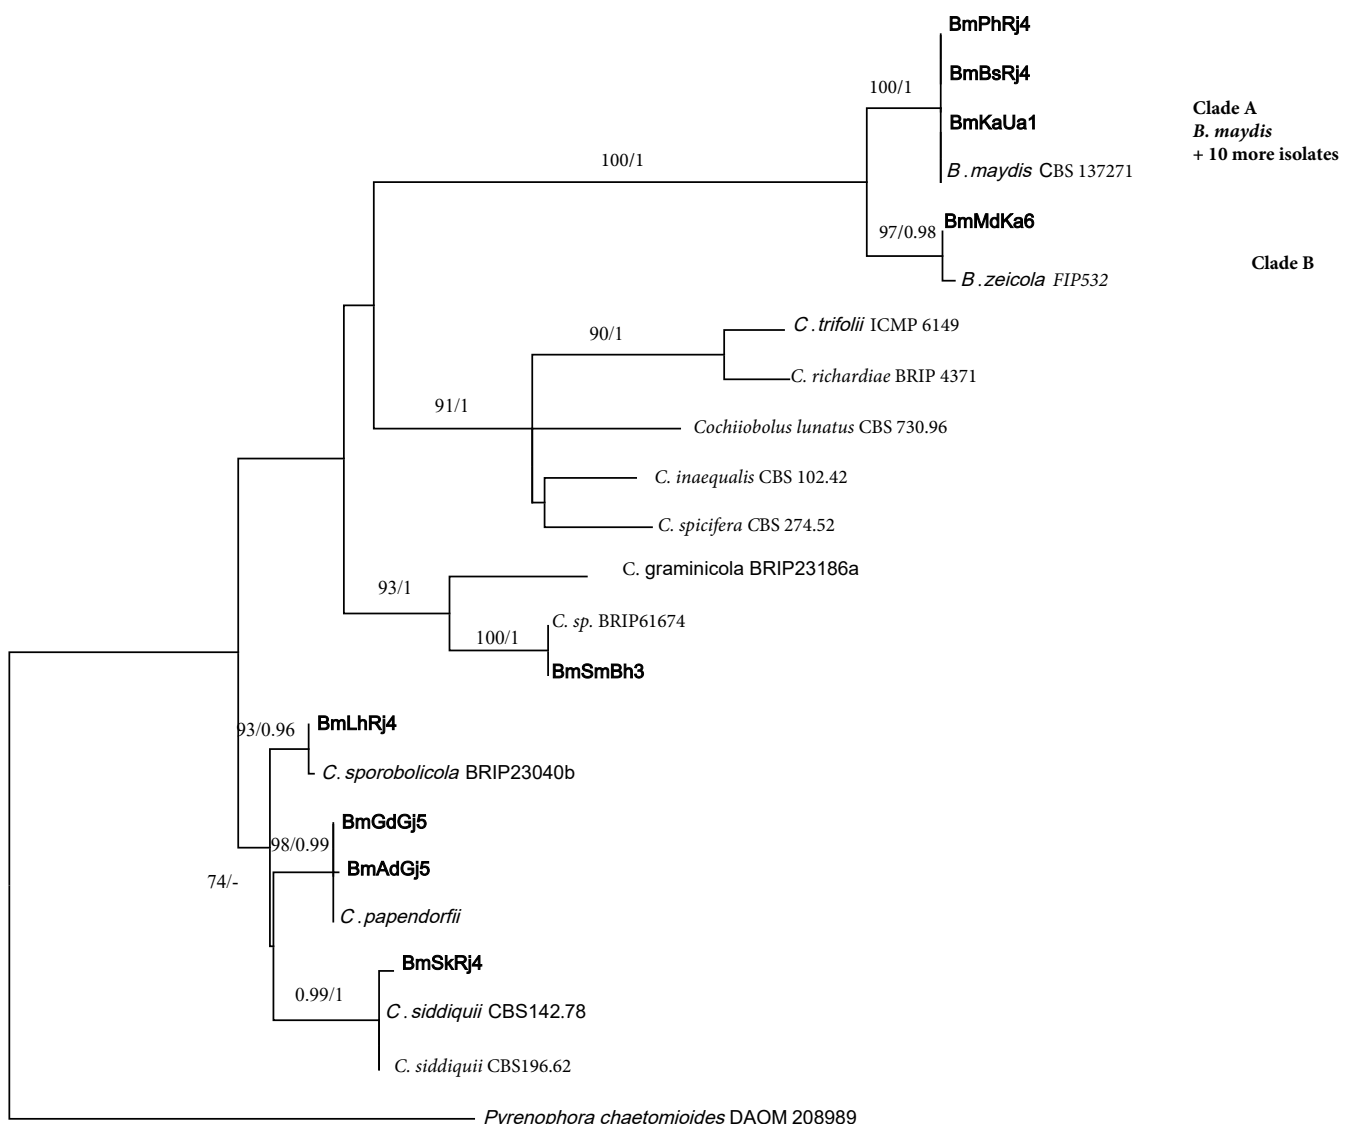 BmPhRj4
BmBsRj4
100/1
Clade A
BmKaUa1
B. maydis
+ 10 more isolates
100/1
B .maydis CBS 137271
BmMdKa6
97/0.98
Clade B
B .zeicola FIP532
C .trifolii ICMP 6149
90/1
C. richardiae BRIP 4371
91/1
Cochiiobolus lunatus CBS 730.96
C. inaequalis CBS 102.42
C. spicifera CBS 274.52
C. graminicola BRIP23186a
93/1
C. sp. BRIP61674
100/1
BmSmBh3
BmLhRj4
93/0.96
C. sporobolicola BRIP23040b
BmGdGj5
98/0.99
BmAdGj5
74/-
C .papendorfii
BmSkRj4
0.99/1
C .siddiquii CBS142.78
C. siddiquii CBS196.62
Pyrenophora chaetomioides DAOM 208989